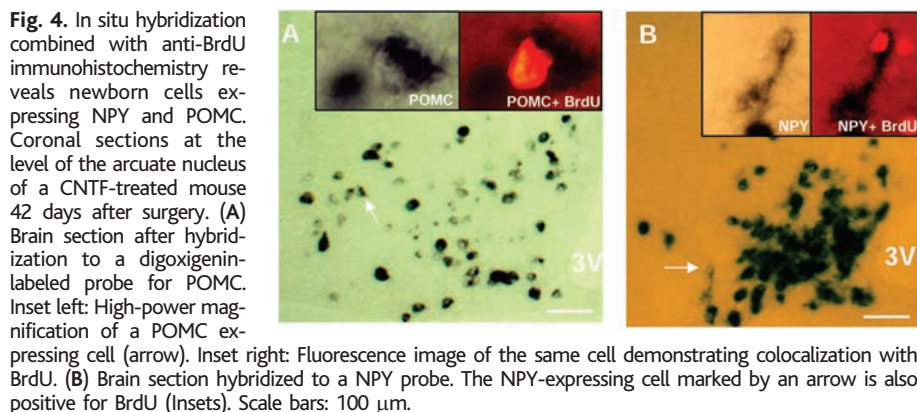 Fig. 4. In situ hybridization
combined with anti-BrdU
immunohistochemistry re-
veals newborn cells ex-
pressing NPY and POMC.
Coronal sections at the
level of the arcuate nucleus
of a CNTF-treated mouse
42 days after surgery. (A)
Brain section after hybrid-
ization to a digoxigenin-
labeled probe for POMC.
Inset left: High-power mag-
nification of a POMC ex-
pressing cell (arrow). Inset right: Fluorescence image of the same cell demonstrating colocalization with
BrdU. (B) Brain section hybridized to a NPY probe. The NPY-expressing cell marked by an arrow is also
positive for BrdU (Insets). Scale bars: 100 μm.
A
POMC
POMC+ BrdU
3V
B
NPY
NPY+ BrdU
3V